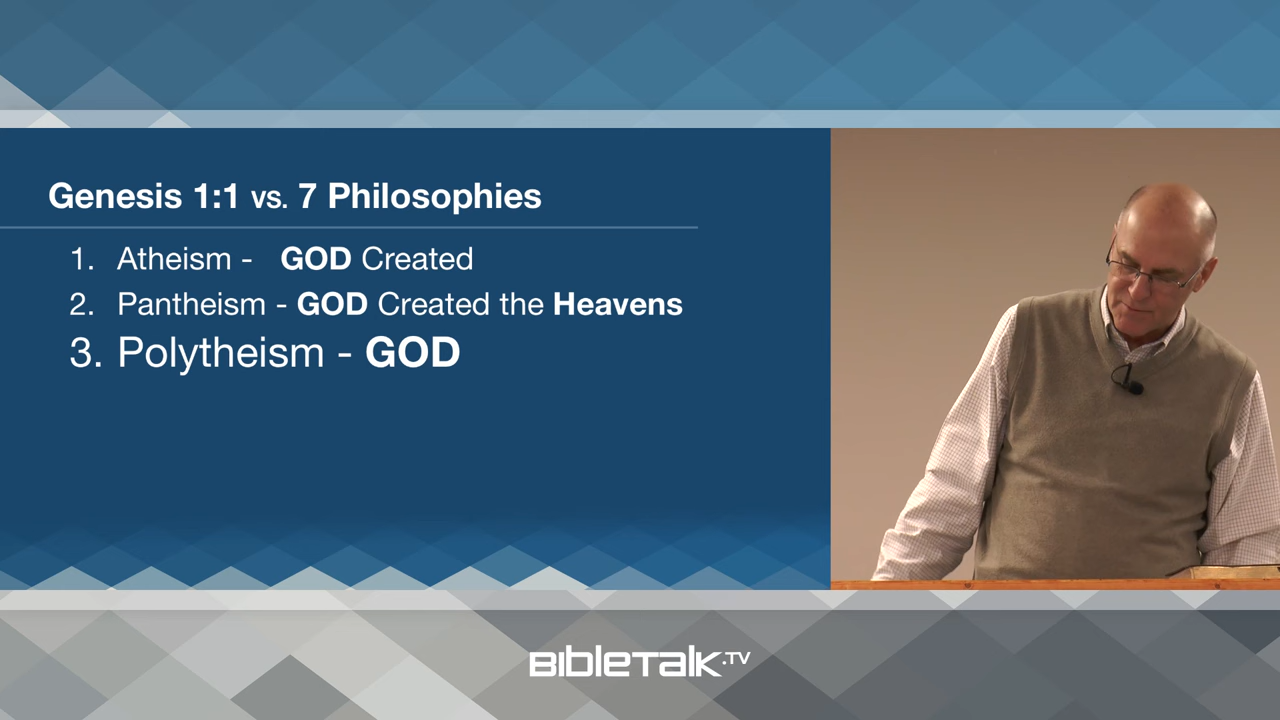 Genesis 1:1 vs. 7 Philosophies
1. Atheism - GOD Created
2. Pantheism - GOD Created the Heavens
3. Polytheism - GOD
BIBLETALK.TV